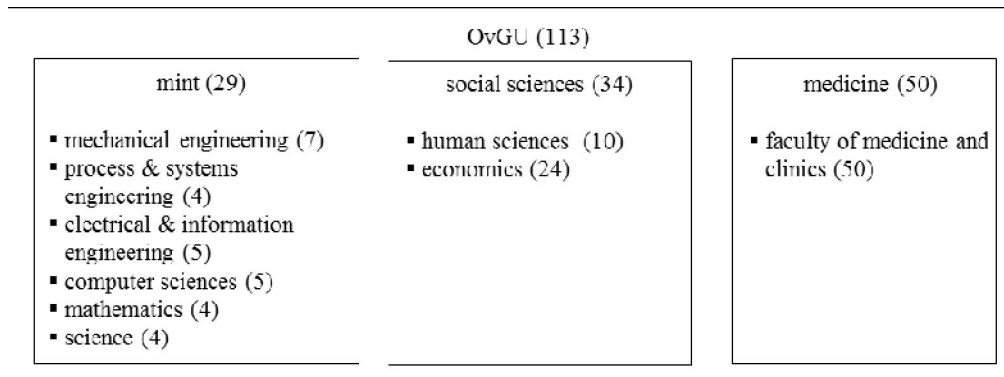 OvGU (113)
mint (29)
▪ mechanical engineering (7)
▪ process & systems
engineering (4)
▪ electrical & information
engineering (5)
▪ computer sciences (5)
▪ mathematics (4)
▪ science (4)
social sciences (34)
▪ human sciences (10)
▪ economics (24)
medicine (50)
▪ faculty of medicine and
clinics (50)